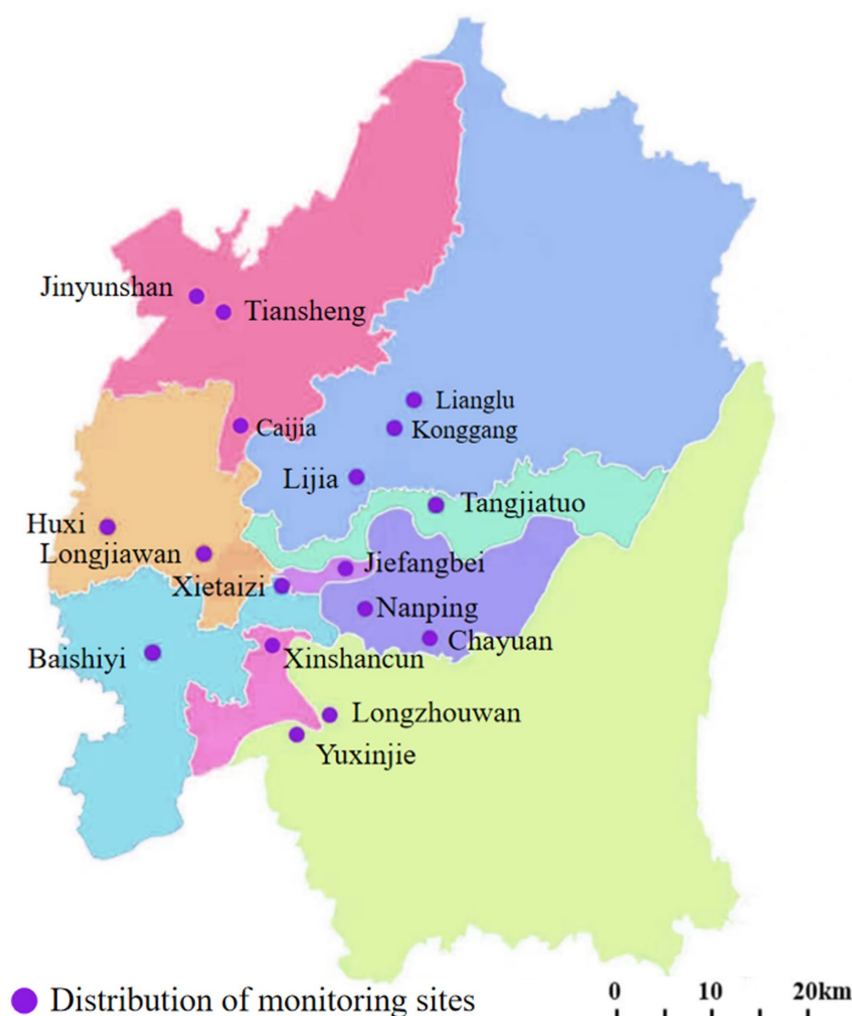 Jinyunshan
Tiansheng
Lianglu
Caijia
Konggang
Lijia
Tangjiatuo
Huxi
Longjiawan
Jiefangbei
Xietaizi
Nanping
Chayuan
Baishiyi
Xinshancun
Longzhouwan
Yuxinjie
Distribution of monitoring sites
0 10 20km